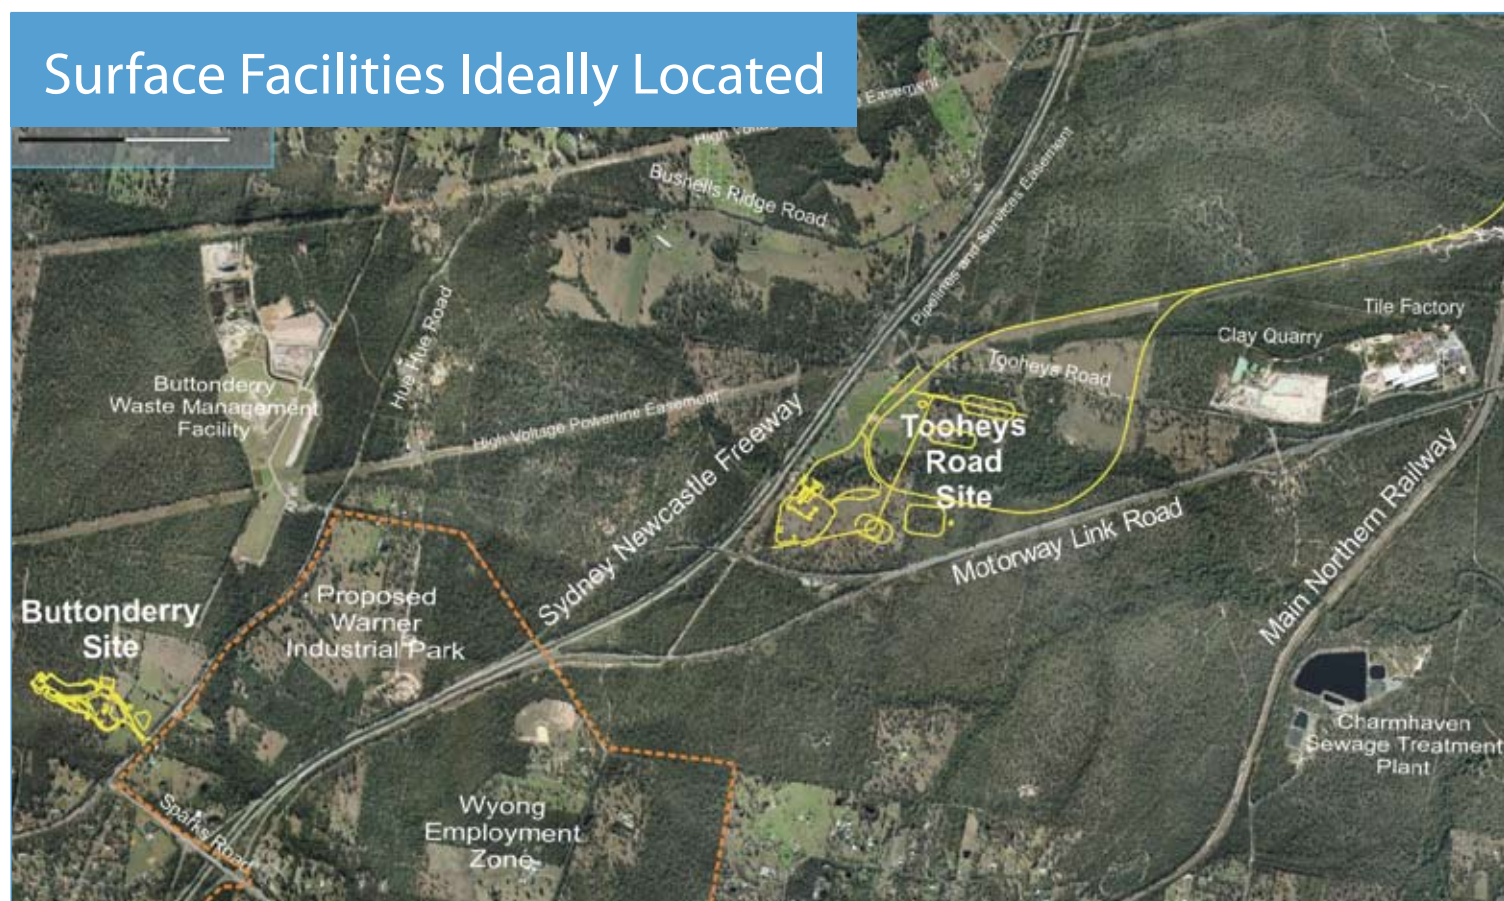 Surface Facilities Ideally Located
Easement
High Voltage
Bushells Ridge Road
Pipelines and Services Easement
Hue Hue Road
Tile Factory
Clay Quarry
Tooheys Road
Buttonderry
Waste Management
Facility
High Voltage Powerline Easement
Tooheys
Road
Site
Sydney Newcastle Freeway
Motorway Link Road
Main Northern Railway
Buttonderry
Site
Proposed
Warner
Industrial Park
Charmhaven
Sewage Treatment
Plant
Sparks Road
Wyong
Employment
Zone